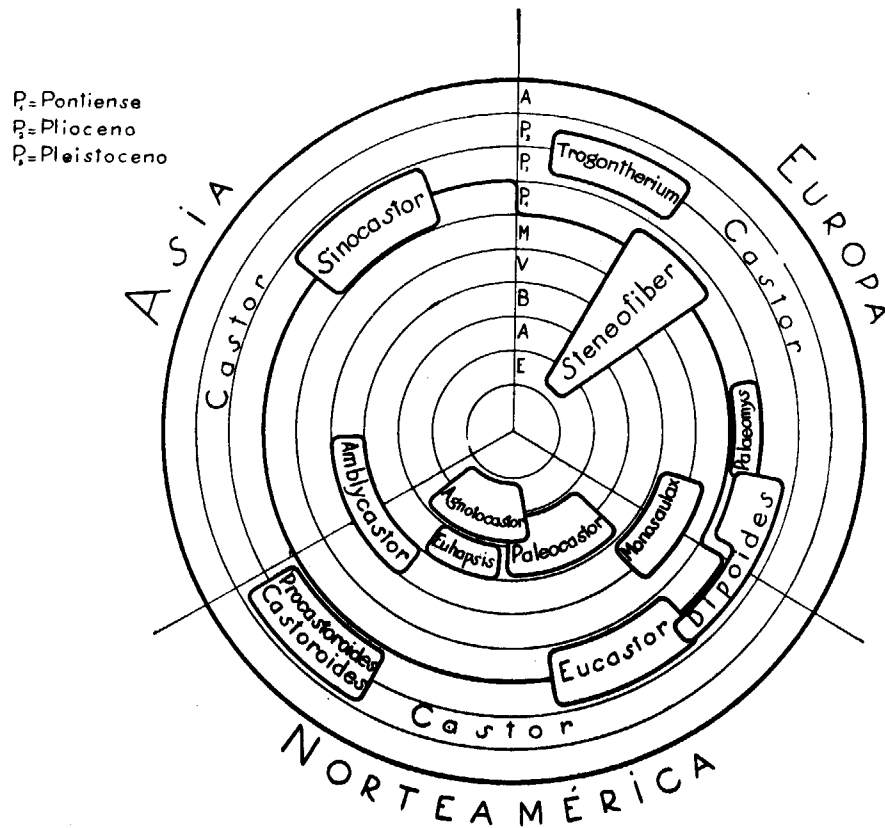 P₁=Pontiense
P₂=Plioceno
P₃=Pleistoceno
ASiA
EUROPA
NORTEAMÉRiCA
A
P₃
P₂
P₁
M
V
B
A
E
Trogontherium
Castor
Sinocastor
Castor
Steneofiber
Palaeomys
Dipoides
Monosaulax
Amblycastor
Agnotocastor
Euhapsis
Paleocastor
Procastoroides
Castoroides
Eucastor
Castor